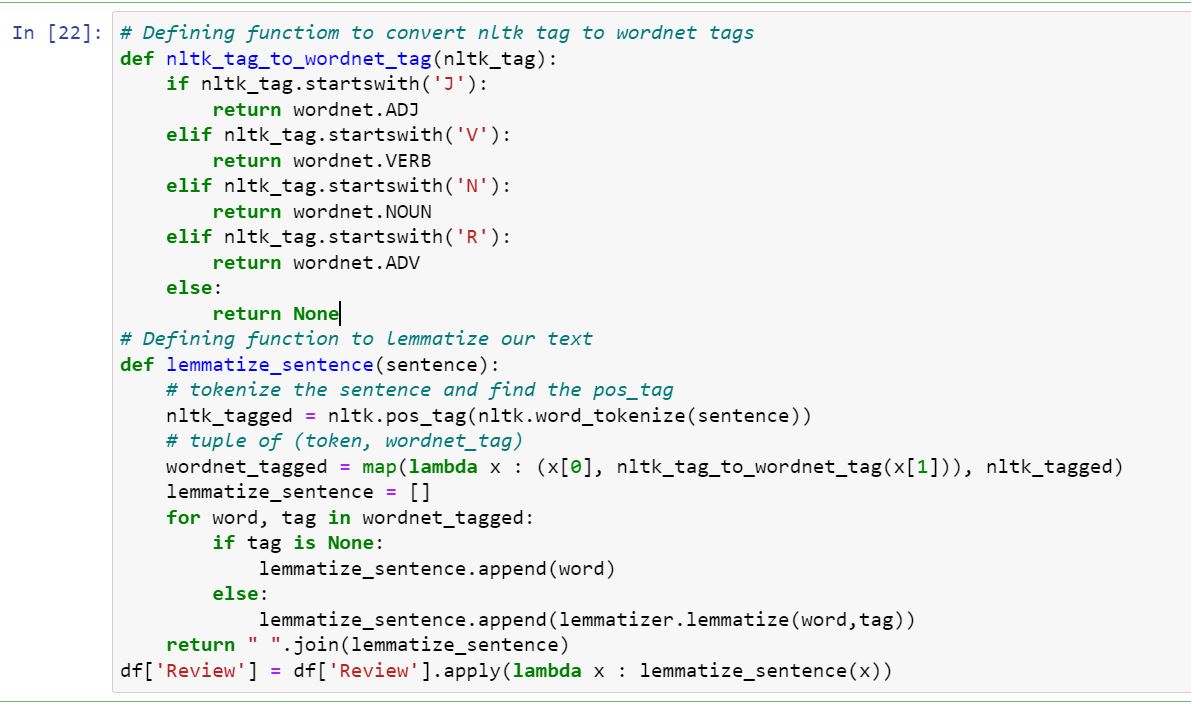 In [22]: # Defining functiom to convert nltk tag to wordnet tags
def nltk_tag_to_wordnet_tag(nltk_tag):
    if nltk_tag.startswith('J'):
        return wordnet.ADJ
    elif nltk_tag.startswith('V'):
        return wordnet.VERB
    elif nltk_tag.startswith('N'):
        return wordnet.NOUN
    elif nltk_tag.startswith('R'):
        return wordnet.ADV
    else:
        return None
# Defining function to lemmatize our text
def lemmatize_sentence(sentence):
    # tokenize the sentence and find the pos_tag
    nltk_tagged = nltk.pos_tag(nltk.word_tokenize(sentence))
    # tuple of (token, wordnet_tag)
    wordnet_tagged = map(lambda x : (x[0], nltk_tag_to_wordnet_tag(x[1])), nltk_tagged)
    lemmatize_sentence = []
    for word, tag in wordnet_tagged:
        if tag is None:
            lemmatize_sentence.append(word)
        else:
            lemmatize_sentence.append(lemmatizer.lemmatize(word,tag))
    return " ".join(lemmatize_sentence)
df['Review'] = df['Review'].apply(lambda x : lemmatize_sentence(x))